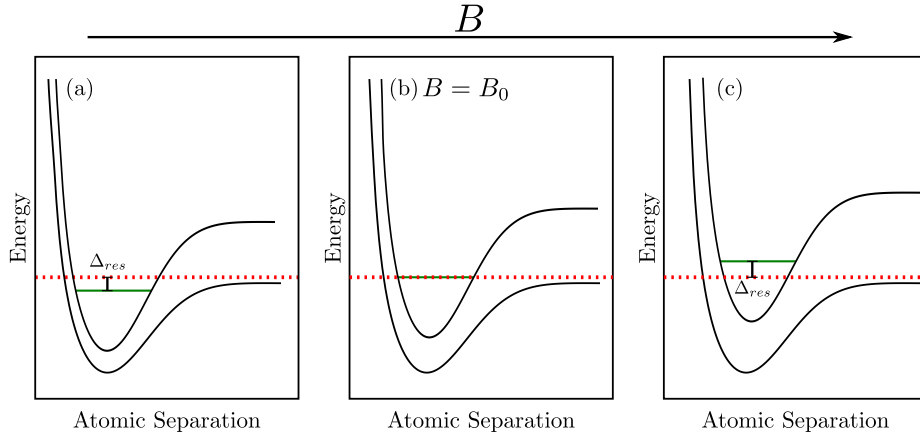 B
(a)
Δres
Energy
Atomic Separation
(b) B = B0
Energy
Atomic Separation
(c)
Δres
Energy
Atomic Separation